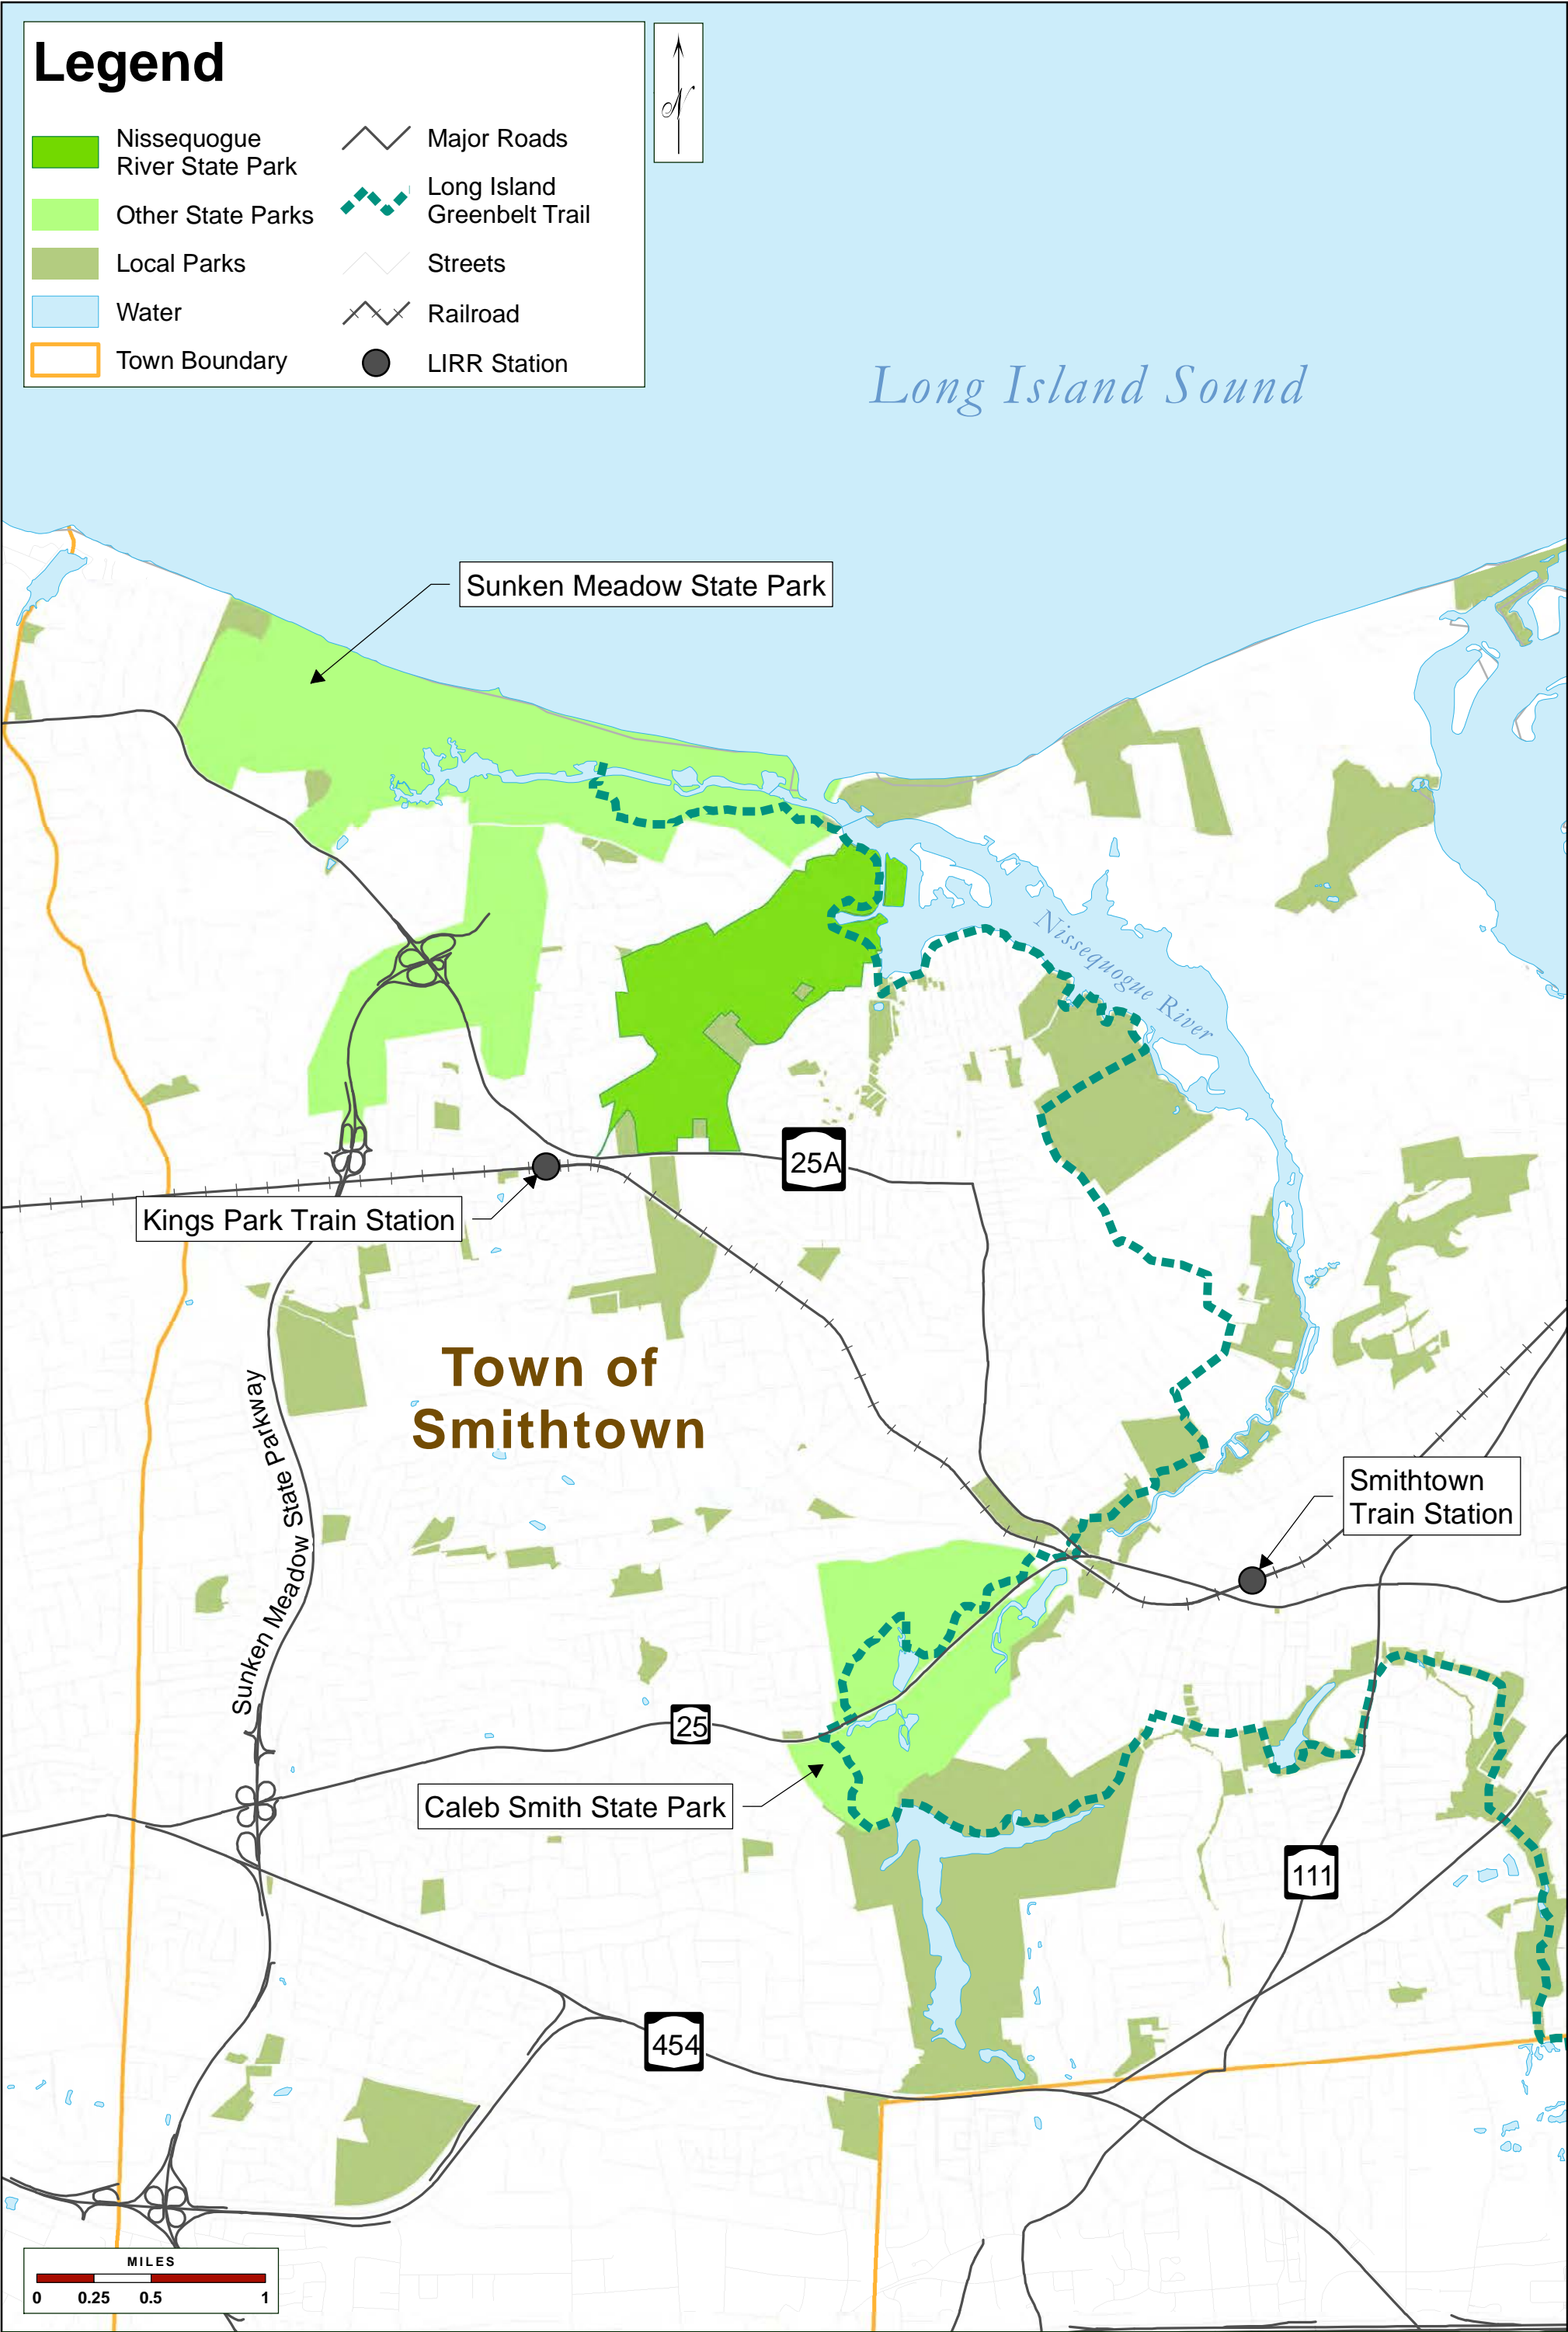 Legend
Nissequogue
River State Park
Other State Parks
Local Parks
Water
Town Boundary
Major Roads
Long Island
Greenbelt Trail
Streets
Railroad
LIRR Station
N
Long Island Sound
Sunken Meadow State Park
Nissequogue River
25A
Kings Park Train Station
Town of
Smithtown
Sunken Meadow State Parkway
Smithtown
Train Station
25
Caleb Smith State Park
111
454
MILES
0 0.25 0.5 1